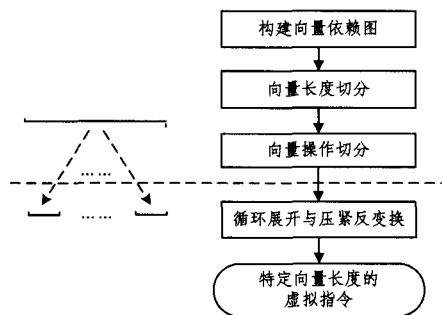 构建向量依赖图
向量长度切分
向量操作切分
... ...
... ...
循环展开与压紧反变换
特定向量长度的
虚拟指令